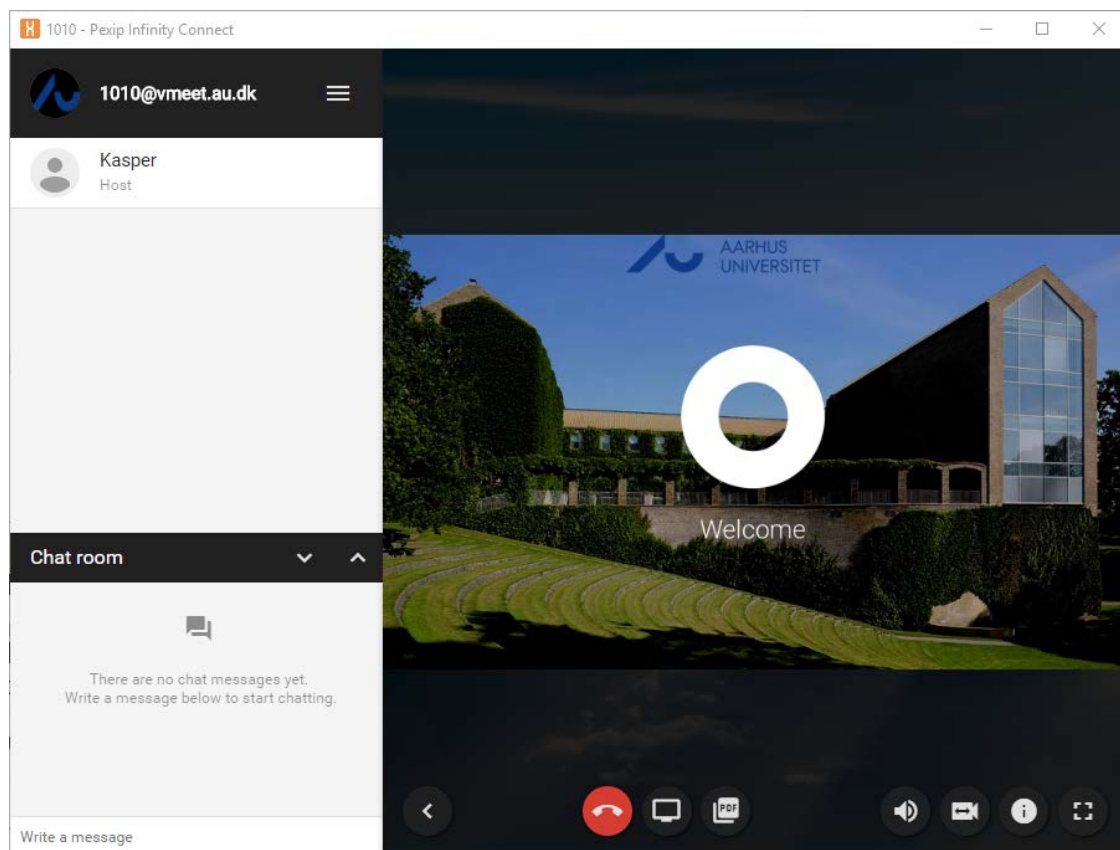 1010 - Pexip Infinity Connect
1010@vmeet.au.dk
Kasper
Host
AARHUS
UNIVERSITET
Welcome
Chat room
There are no chat messages yet.
Write a message below to start chatting.
PDF
Write a message